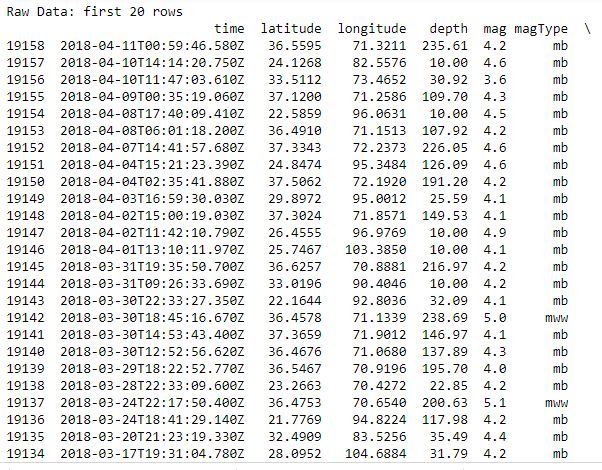 Raw Data: first 20 rows
time latitude longitude depth mag magType \
19158 2018-04-11T00:59:46.580Z 36.5595 71.3211 235.61 4.2 mb
19157 2018-04-10T14:14:20.750Z 24.1268 82.5576 10.00 4.6 mb
19156 2018-04-10T11:47:03.610Z 33.5112 73.4652 30.92 3.6 mb
19155 2018-04-09T00:35:19.060Z 37.1200 71.2586 109.70 4.3 mb
19154 2018-04-08T17:40:09.410Z 22.5859 96.0631 10.00 4.5 mb
19153 2018-04-08T06:01:18.200Z 36.4910 71.1513 107.92 4.2 mb
19152 2018-04-07T14:41:57.680Z 37.3343 72.2373 226.05 4.6 mb
19151 2018-04-04T15:21:23.390Z 24.8474 95.3484 126.09 4.6 mb
19150 2018-04-04T02:35:41.880Z 37.5062 72.1920 191.20 4.2 mb
19149 2018-04-03T16:59:30.030Z 29.8972 95.0012 25.59 4.1 mb
19148 2018-04-02T15:00:19.030Z 37.3024 71.8571 149.53 4.1 mb
19147 2018-04-02T11:42:10.790Z 26.4555 96.9769 10.00 4.9 mb
19146 2018-04-01T13:10:11.970Z 25.7467 103.3850 10.00 4.1 mb
19145 2018-03-31T19:35:50.700Z 36.6257 70.8881 216.97 4.2 mb
19144 2018-03-31T09:26:33.690Z 33.0196 90.4046 10.00 4.2 mb
19143 2018-03-30T22:33:27.350Z 22.1644 92.8036 32.09 4.1 mb
19142 2018-03-30T18:45:16.670Z 36.4578 71.1339 238.69 5.0 mww
19141 2018-03-30T14:53:43.400Z 37.3659 71.9012 146.97 4.1 mb
19140 2018-03-30T12:52:56.620Z 36.4676 71.0680 137.89 4.3 mb
19139 2018-03-29T18:22:52.770Z 36.5467 70.9196 195.70 4.0 mb
19138 2018-03-28T22:33:09.600Z 23.2663 70.4272 22.85 4.2 mb
19137 2018-03-24T22:17:50.400Z 36.4753 70.6540 200.63 5.1 mww
19136 2018-03-24T18:41:29.140Z 21.7769 94.8224 117.98 4.2 mb
19135 2018-03-20T21:23:19.330Z 32.4909 83.5256 35.49 4.4 mb
19134 2018-03-17T19:31:04.780Z 28.0952 104.6884 31.79 4.2 mb